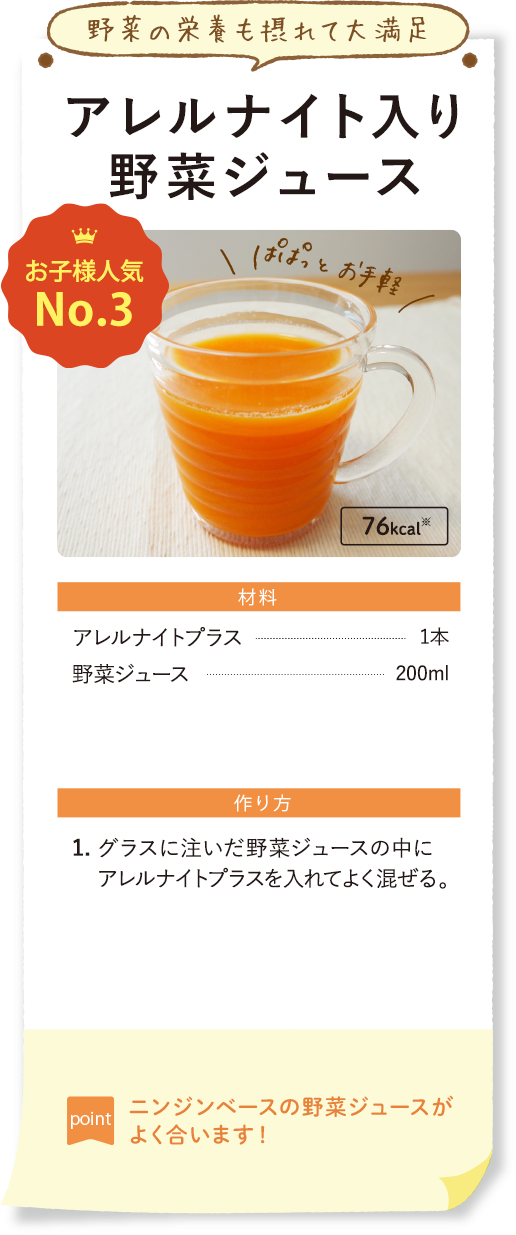 野菜の栄養も摂れて大満足
アレルナイト入り
野菜ジュース
お子様人気
No.3
ぱぱっと お手軽
76kcal※
材料
アレルナイトプラス 1本
野菜ジュース 200ml
作り方
1. グラスに注いだ野菜ジュースの中に
アレルナイトプラスを入れてよく混ぜる。
point
ニンジンベースの野菜ジュースが
よく合います！